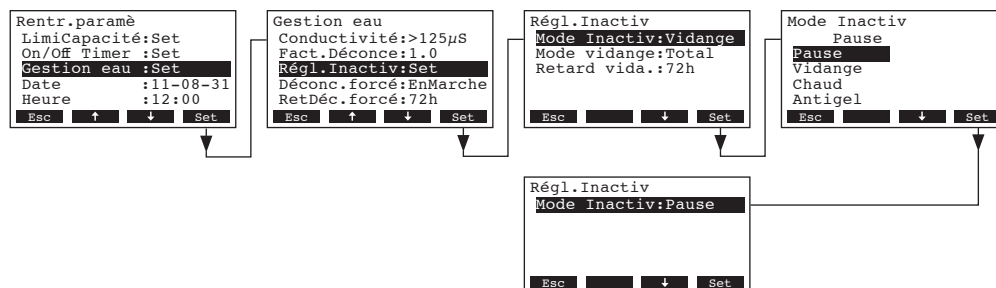 Rentr.paramè
LimiCapacité:Set
On/Off Timer :Set
Gestion eau :Set
Date :11-08-31
Heure :12:00
Esc ↑ ↓ Set
Gestion eau
Conductivité:>125µS
Fact.Déconce:1.0
Régl.Inactiv:Set
Déconc.forcé:EnMarche
RetDéc.forcé:72h
Esc ↑ ↓ Set
Régl.Inactiv
Mode Inactiv:Vidange
Mode vidange:Total
Retard vida.:72h
Esc ↓ Set
Mode Inactiv
Pause
Pause
Vidange
Chaud
Antigel
Esc ↓ Set
Régl.Inactiv
Mode Inactiv:Pause
Esc ↓ Set